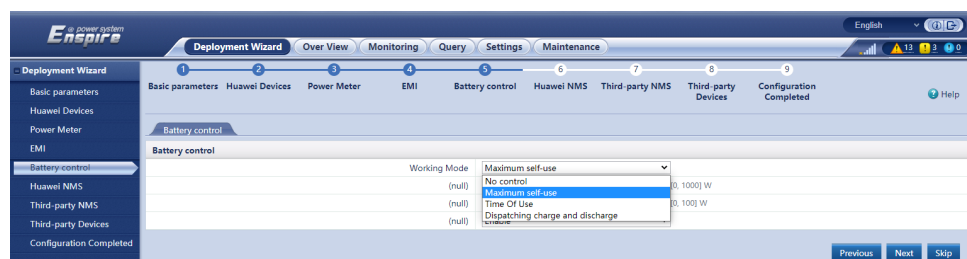 @ power system
Enspire
English
Deployment Wizard Over View Monitoring Query Settings Maintenance
13 3 0
Deployment Wizard
Basic parameters
Huawei Devices
Power Meter
EMI
Battery control
Huawei NMS
Third-party NMS
Third-party Devices
Configuration Completed
1 2 3 4 5 6 7 8 9
Basic parameters Huawei Devices Power Meter EMI Battery control Huawei NMS Third-party NMS Third-party Devices Configuration Completed
Help
Battery control
Battery control
Working Mode Maximum self-use
No control
(null) [0, 1000] W
Maximum self-use
(null) Time Of Use [0, 100] W
Dispatching charge and discharge
(null) Enable
Previous Next Skip